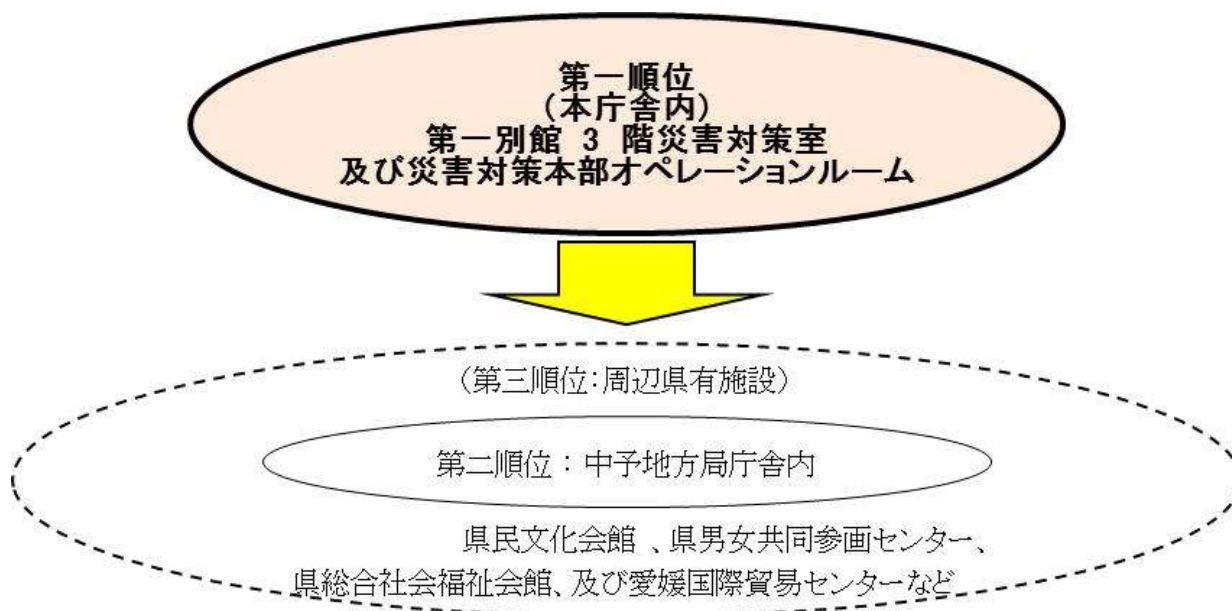 第一順位
(本庁舎内)
第一別館 3 階災害対策室
及び災害対策本部オペレーションルーム
(第三順位:周辺県有施設)
第二順位 : 中予地方局庁舎内
県民文化会館 、県男女共同参画センター、
県総合社会福祉会館、及び愛媛国際貿易センターなど